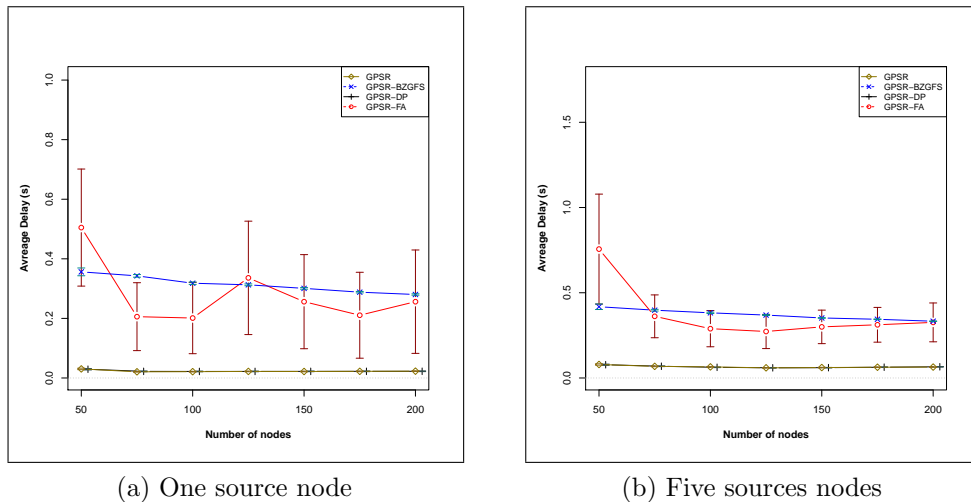 GPSR
GPSR−BZGFS
GPSR−DP
GPSR−FA
1.0
0.8
0.6
0.4
0.2
0.0
Avreage Delay (s)
50 100 150 200
Number of nodes
(a) One source node
GPSR
GPSR−BZGFS
GPSR−DP
GPSR−FA
1.5
1.0
0.5
0.0
Avreage Delay (s)
50 100 150 200
Number of nodes
(b) Five sources nodes